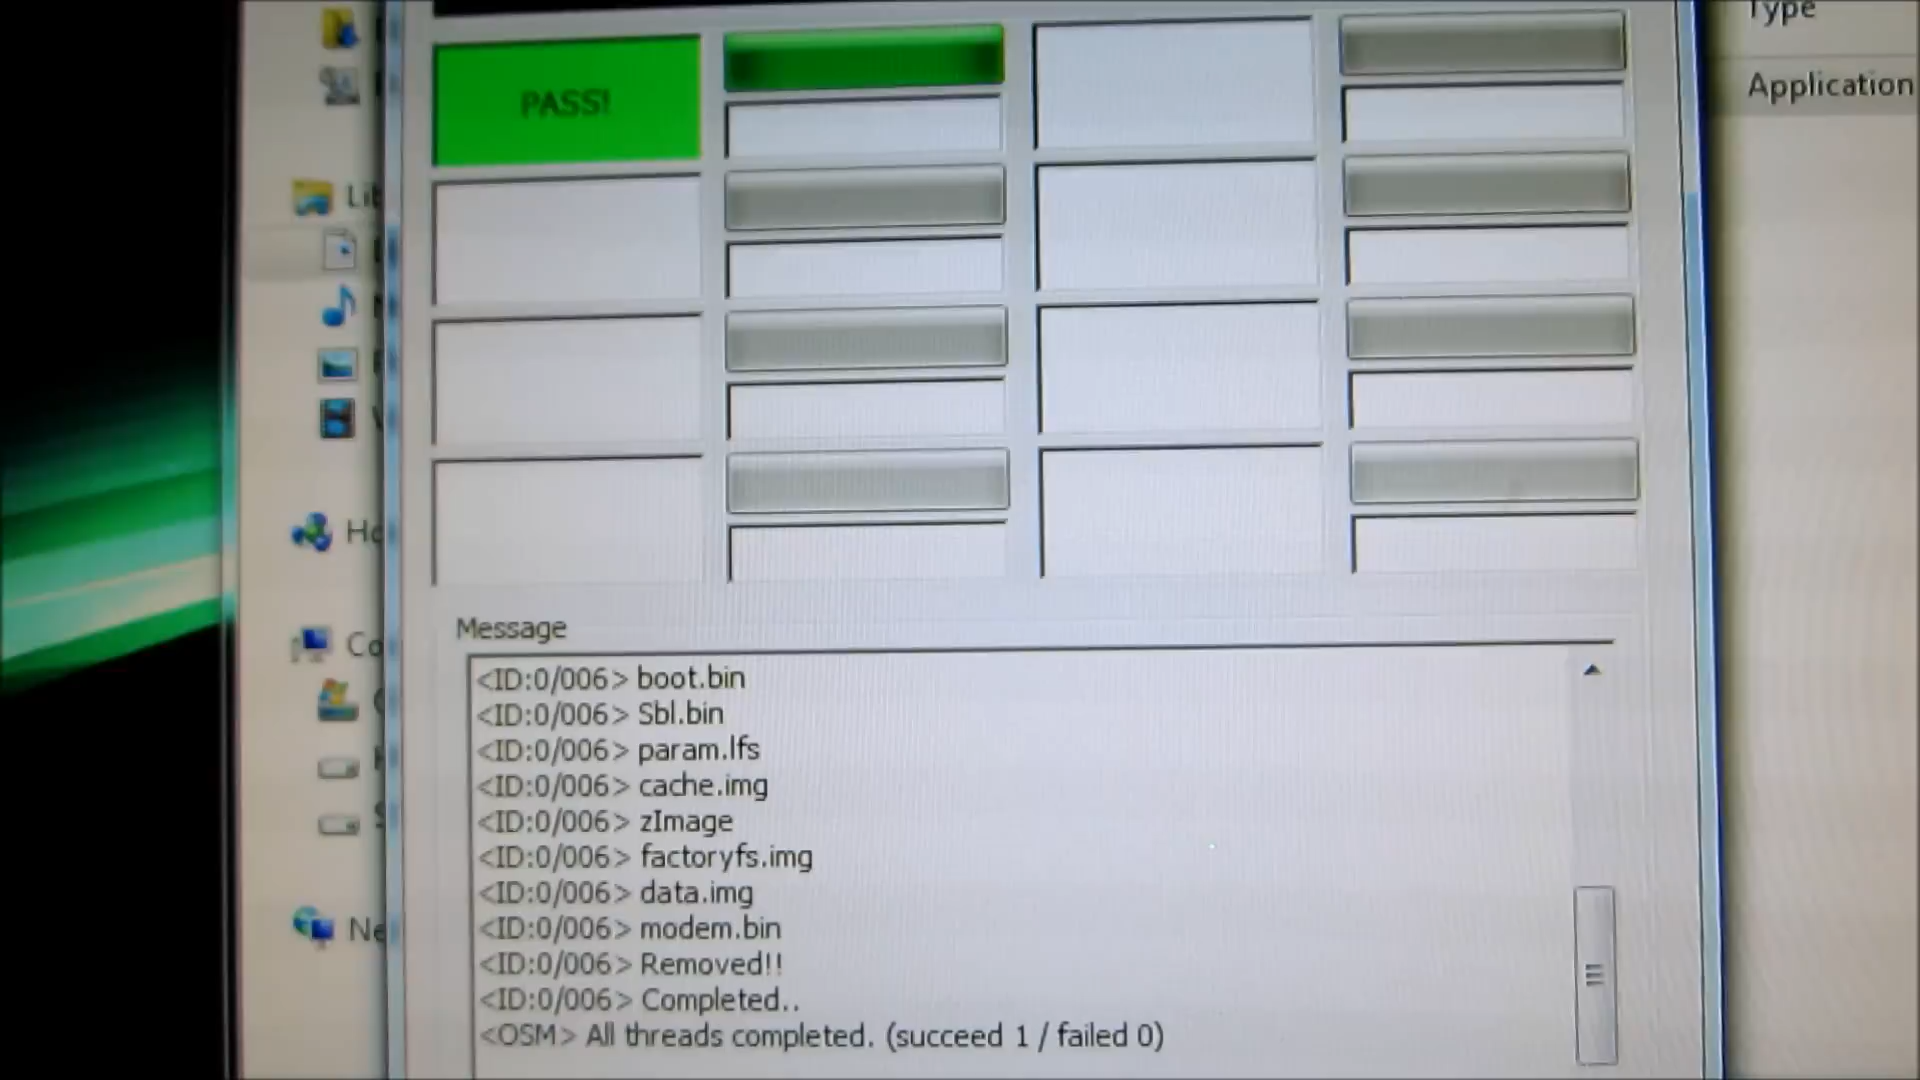 Type
Application
PASS!
Message
<ID:0/006> boot.bin
<ID:0/006> Sbl.bin
<ID:0/006> param.lfs
<ID:0/006> cache.img
<ID:0/006> zImage
<ID:0/006> factoryfs.img
<ID:0/006> data.img
<ID:0/006> modem.bin
<ID:0/006> Removed!!
<ID:0/006> Completed..
<OSM> All threads completed. (succeed 1 / failed 0)